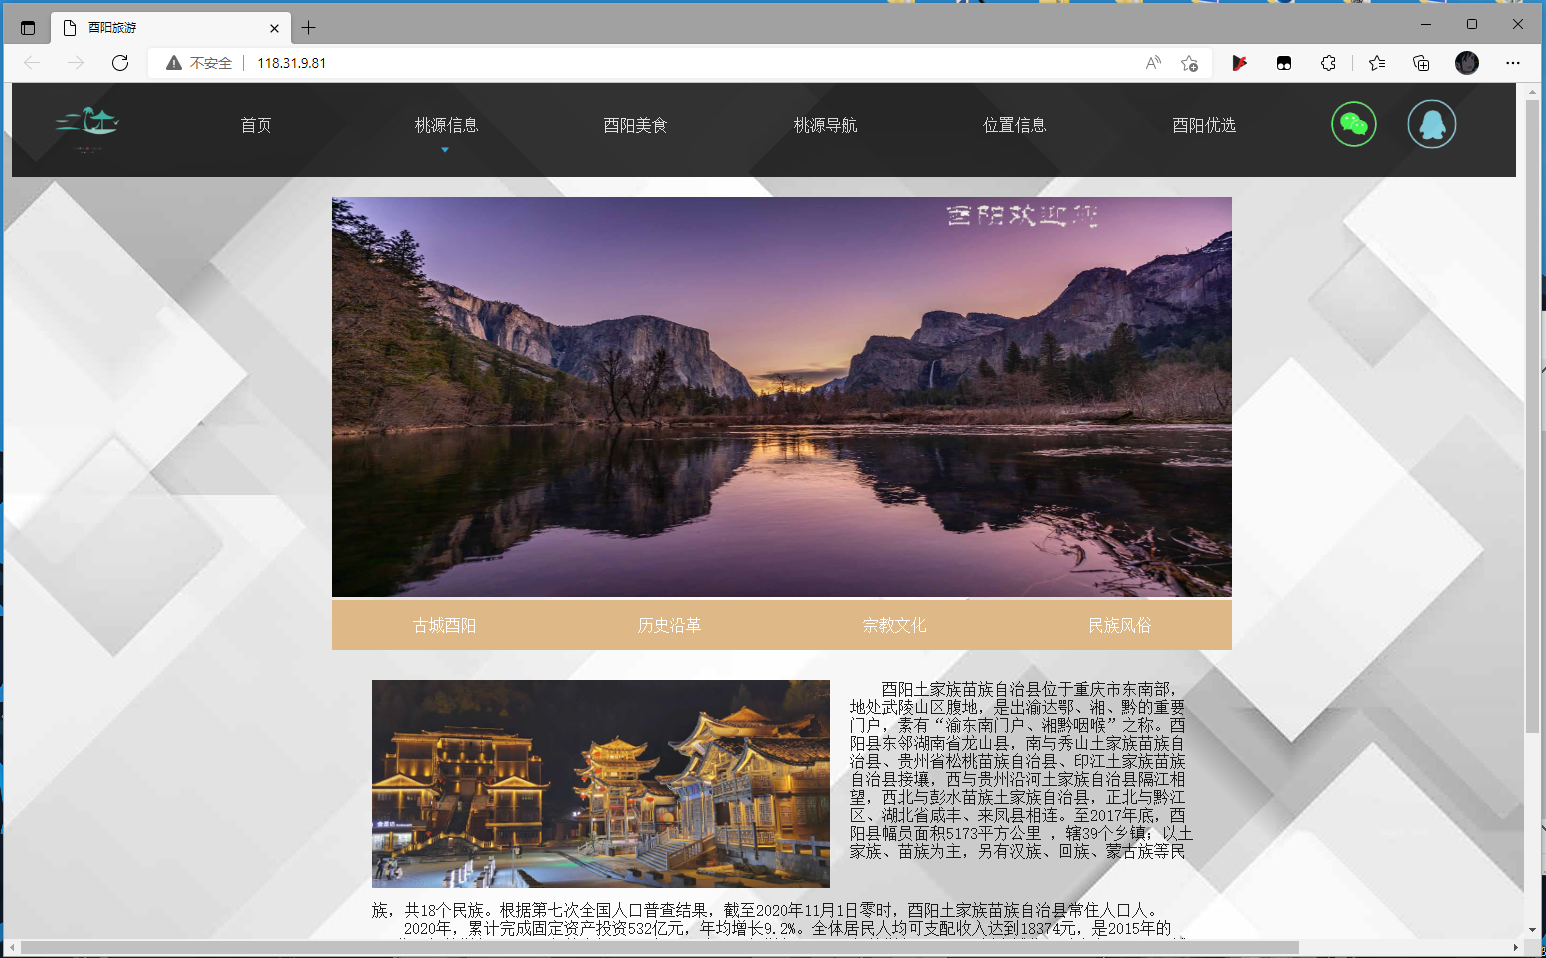 酉阳旅游
不安全 118.31.9.81
首页 桃源信息 酉阳美食 桃源导航 位置信息 酉阳优选
酉阳欢迎你
古城酉阳 历史沿革 宗教文化 民族风俗
酉阳土家族苗族自治县位于重庆市东南部，
地处武陵山区腹地，是出渝达鄂、湘、黔的重要
门户，素有“渝东南门户、湘黔咽喉”之称。酉
阳县东邻湖南省龙山县，南与秀山土家族苗族自
治县、贵州省松桃苗族自治县、印江土家族苗族
自治县接壤，西与贵州沿河土家族自治县隔江相
望，西北与彭水苗族土家族自治县，正北与黔江
区、湖北省咸丰、来凤县相连。至2017年底，酉
阳县幅员面积5173平方公里 ，辖39个乡镇；以土
家族、苗族为主，另有汉族、回族、蒙古族等民
族，共18个民族。根据第七次全国人口普查结果，截至2020年11月1日零时，酉阳土家族苗族自治县常住人口人。
2020年，累计完成固定资产投资532亿元，年均增长9.2%。全体居民人均可支配收入达到18374元，是2015年的